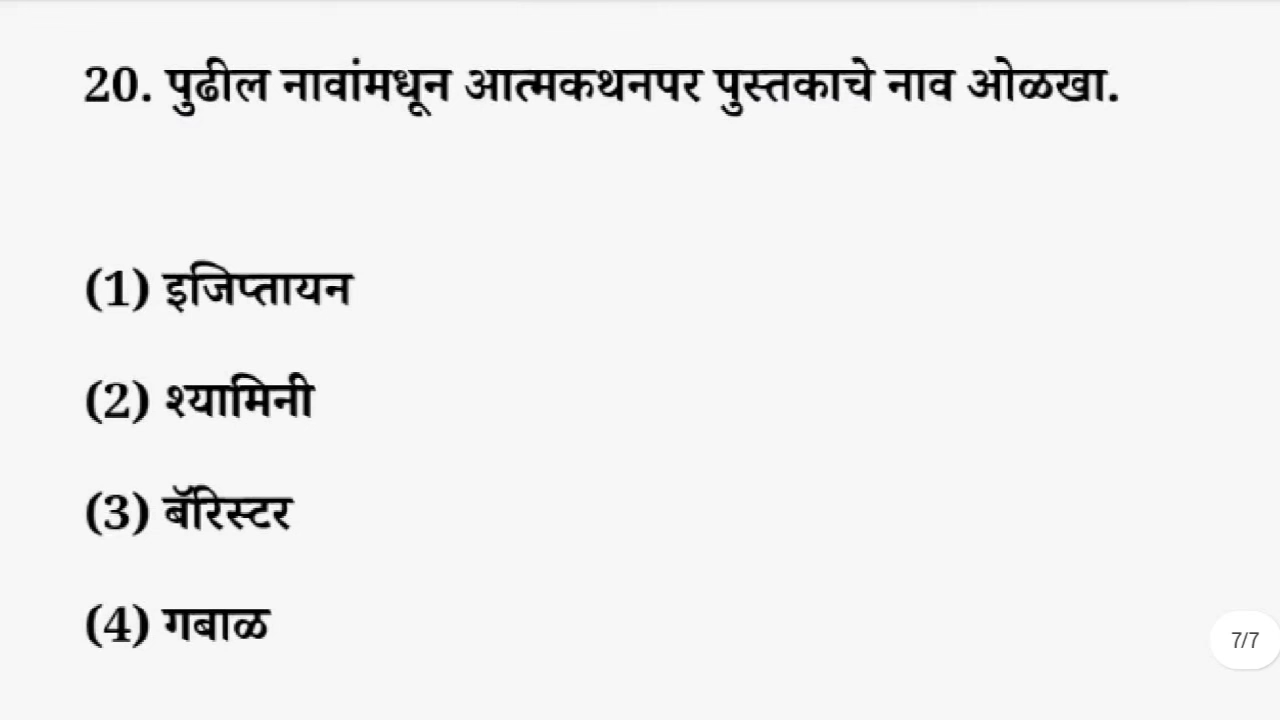 20. पुढील नावांमधून आत्मकथनपर पुस्तकाचे नाव ओळखा.
(1) इजिप्तायन
(2) श्यामिनी
(3) बॅरिस्टर
(4) गबाळ
7/7